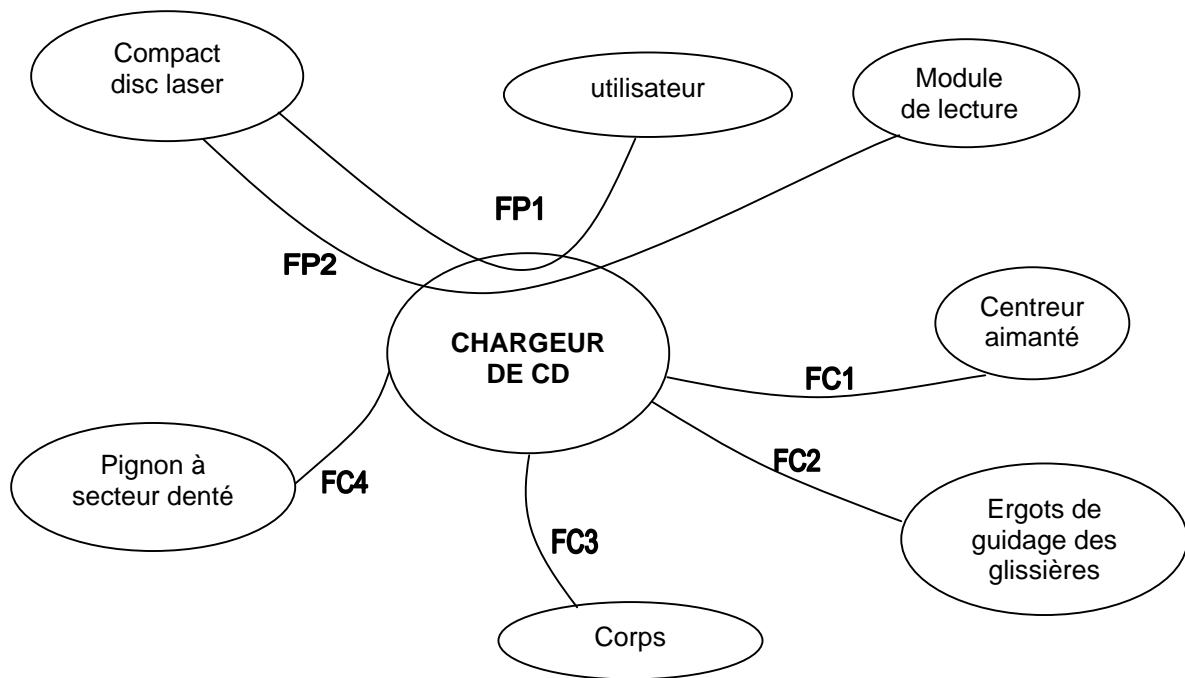 Compact
disc laser
utilisateur
Module
de lecture
FP1
FP2
CHARGEUR
DE CD
Centreur
aimanté
FC1
FC2
Pignon à
secteur denté
FC4
FC3
Ergots de
guidage des
glissières
Corps